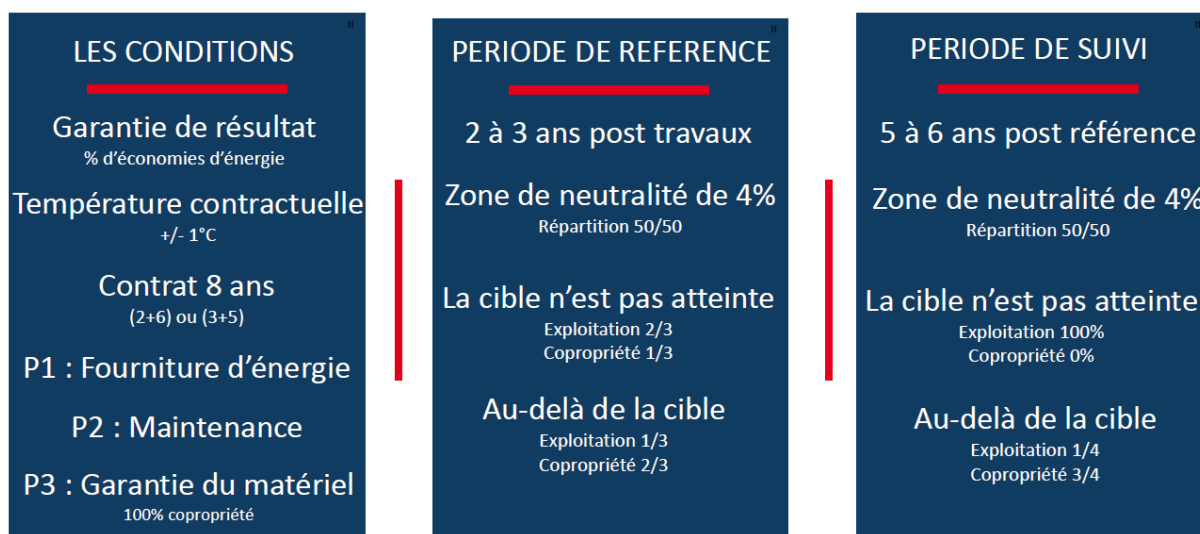 LES CONDITIONS
Garantie de résultat
% d'économies d'énergie
Température contractuelle
+/- 1°C
Contrat 8 ans
(2+6) ou (3+5)
P1 : Fourniture d'énergie
P2 : Maintenance
P3 : Garantie du matériel
100% copropriété
PERIODE DE REFERENCE
2 à 3 ans post travaux
Zone de neutralité de 4%
Répartition 50/50
La cible n'est pas atteinte
Exploitation 2/3
Copropriété 1/3
Au-delà de la cible
Exploitation 1/3
Copropriété 2/3
PERIODE DE SUIVI
5 à 6 ans post référence
Zone de neutralité de 4%
Répartition 50/50
La cible n'est pas atteinte
Exploitation 100%
Copropriété 0%
Au-delà de la cible
Exploitation 1/4
Copropriété 3/4